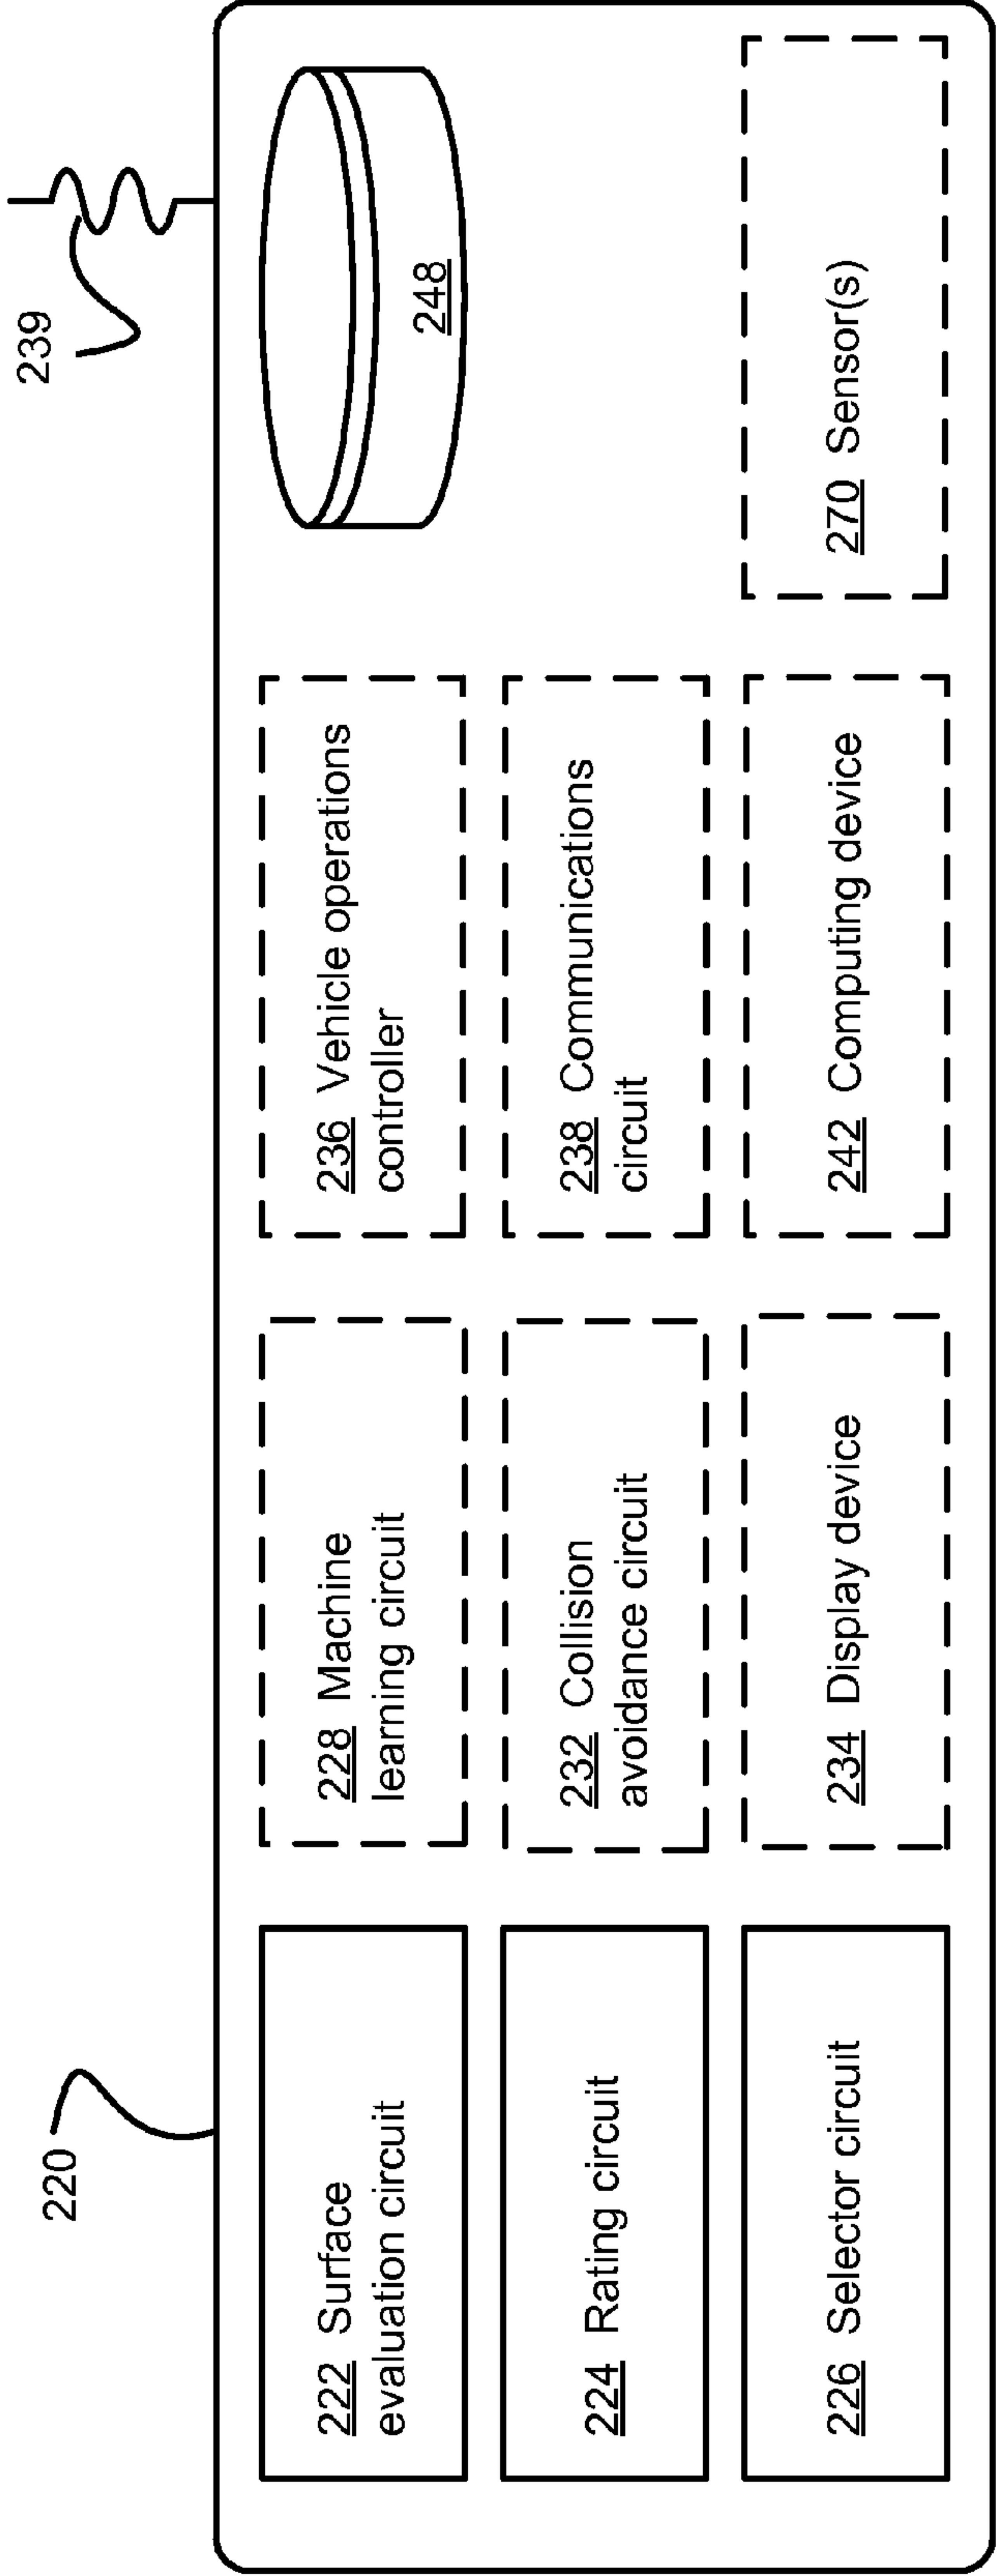 220
239
222 Surface
evaluation circuit
224 Rating circuit
226 Selector circuit
228 Machine
learning circuit
232 Collision
avoidance circuit
234 Display device
236 Vehicle operations
controller
238 Communications
circuit
242 Computing device
248
270 Sensor(s)